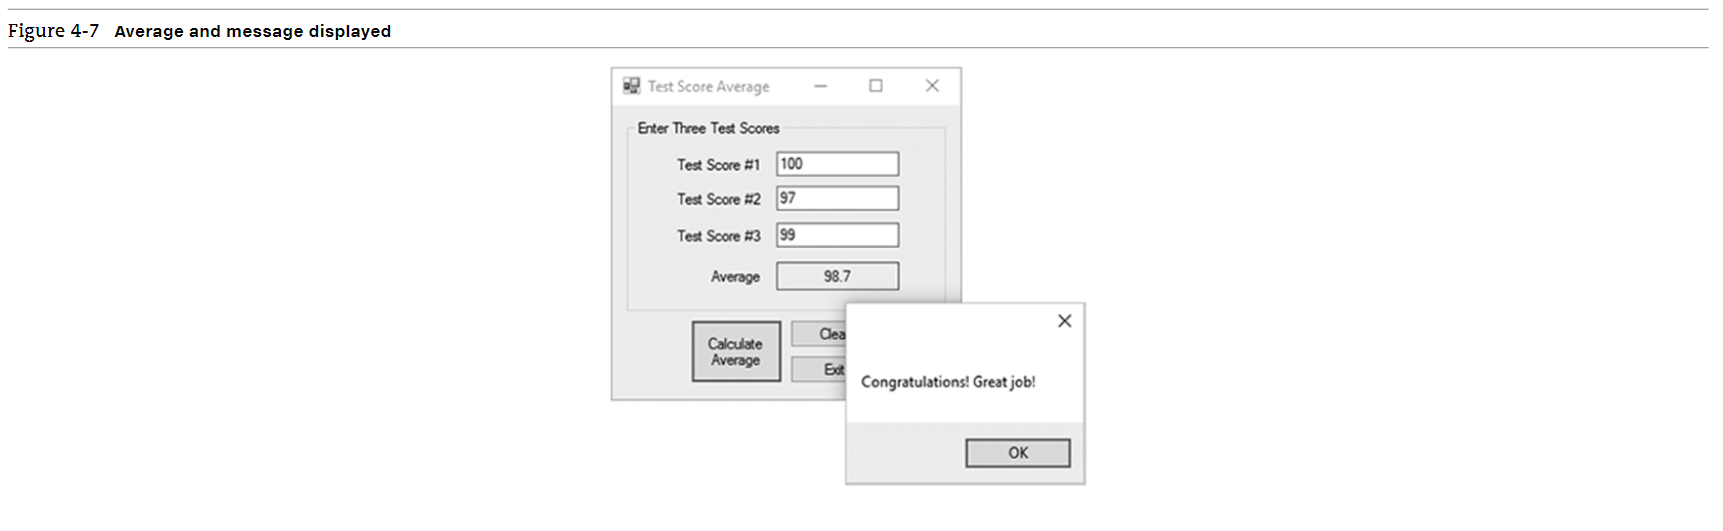 Figure 4-7 Average and message displayed
Test Score Average
Enter Three Test Scores
Test Score #1 100
Test Score #2 97
Test Score #3 99
Average 98.7
Calculate
Average
Clea
Exit
Congratulations! Great job!
OK